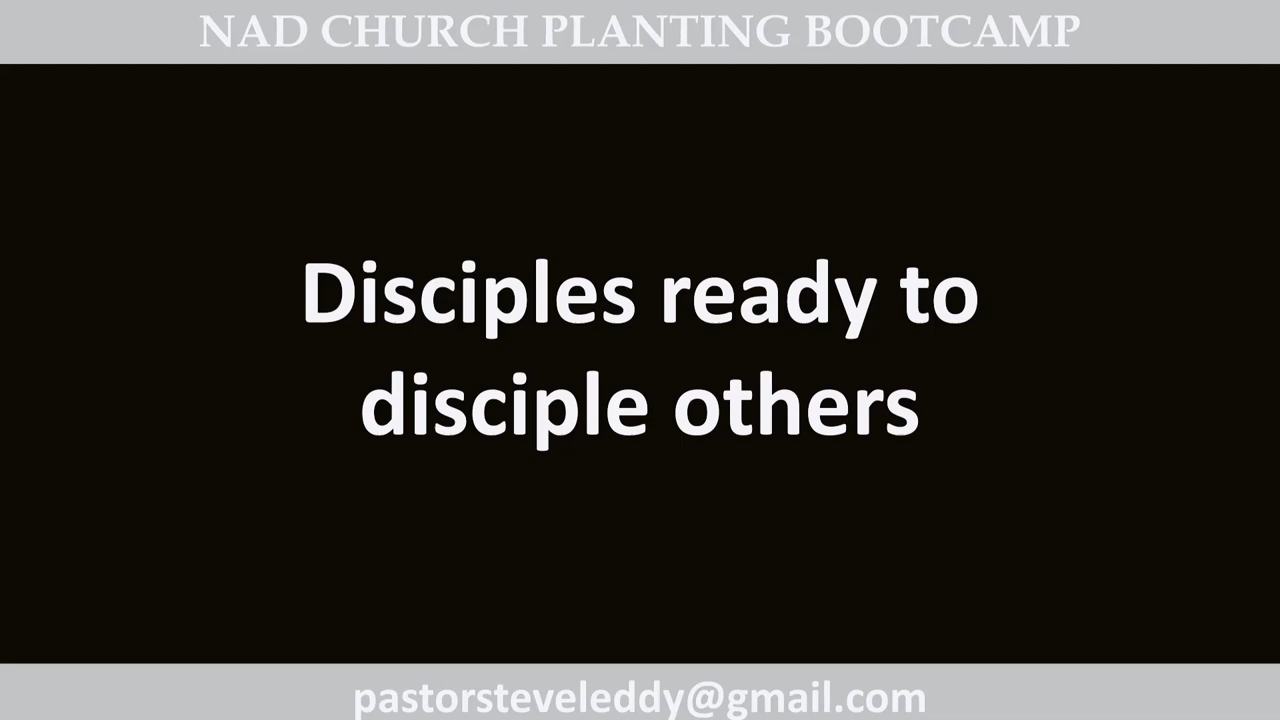 NAD CHURCH PLANTING BOOTCAMP
Disciples ready to
disciple others
pastorsteveleddy@gmail.com